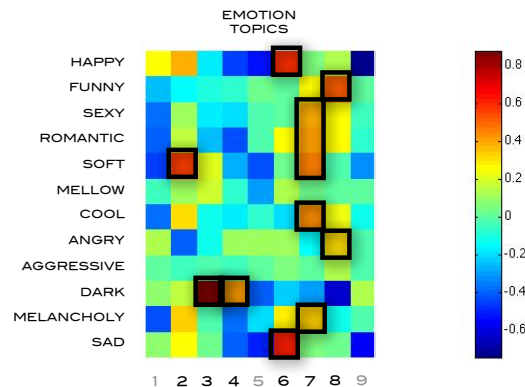 EMOTION
TOPICS
HAPPY
FUNNY
SEXY
ROMANTIC
SOFT
MELLOW
COOL
ANGRY
AGGRESSIVE
DARK
MELANCHOLY
SAD
1 2 3 4 5 6 7 8 9
0.8
0.6
0.4
0.2
0
-0.2
-0.4
-0.6